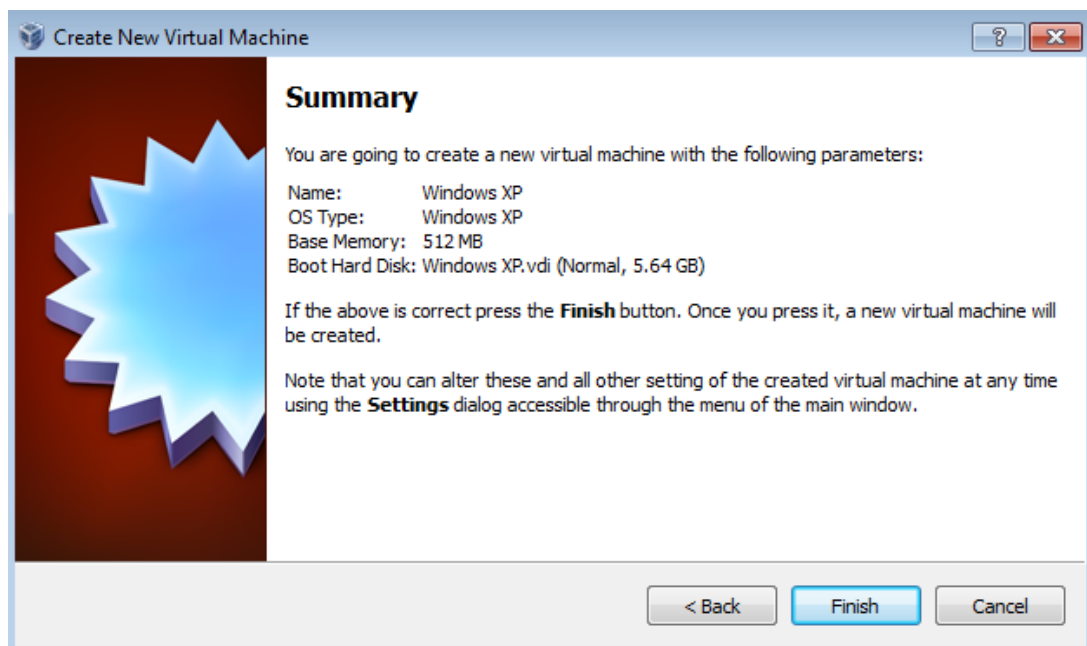 Create New Virtual Machine
?
Summary
You are going to create a new virtual machine with the following parameters:
Name: Windows XP
OS Type: Windows XP
Base Memory: 512 MB
Boot Hard Disk: Windows XP.vdi (Normal, 5.64 GB)
If the above is correct press the Finish button. Once you press it, a new virtual machine will
be created.
Note that you can alter these and all other setting of the created virtual machine at any time
using the Settings dialog accessible through the menu of the main window.
< Back Finish Cancel